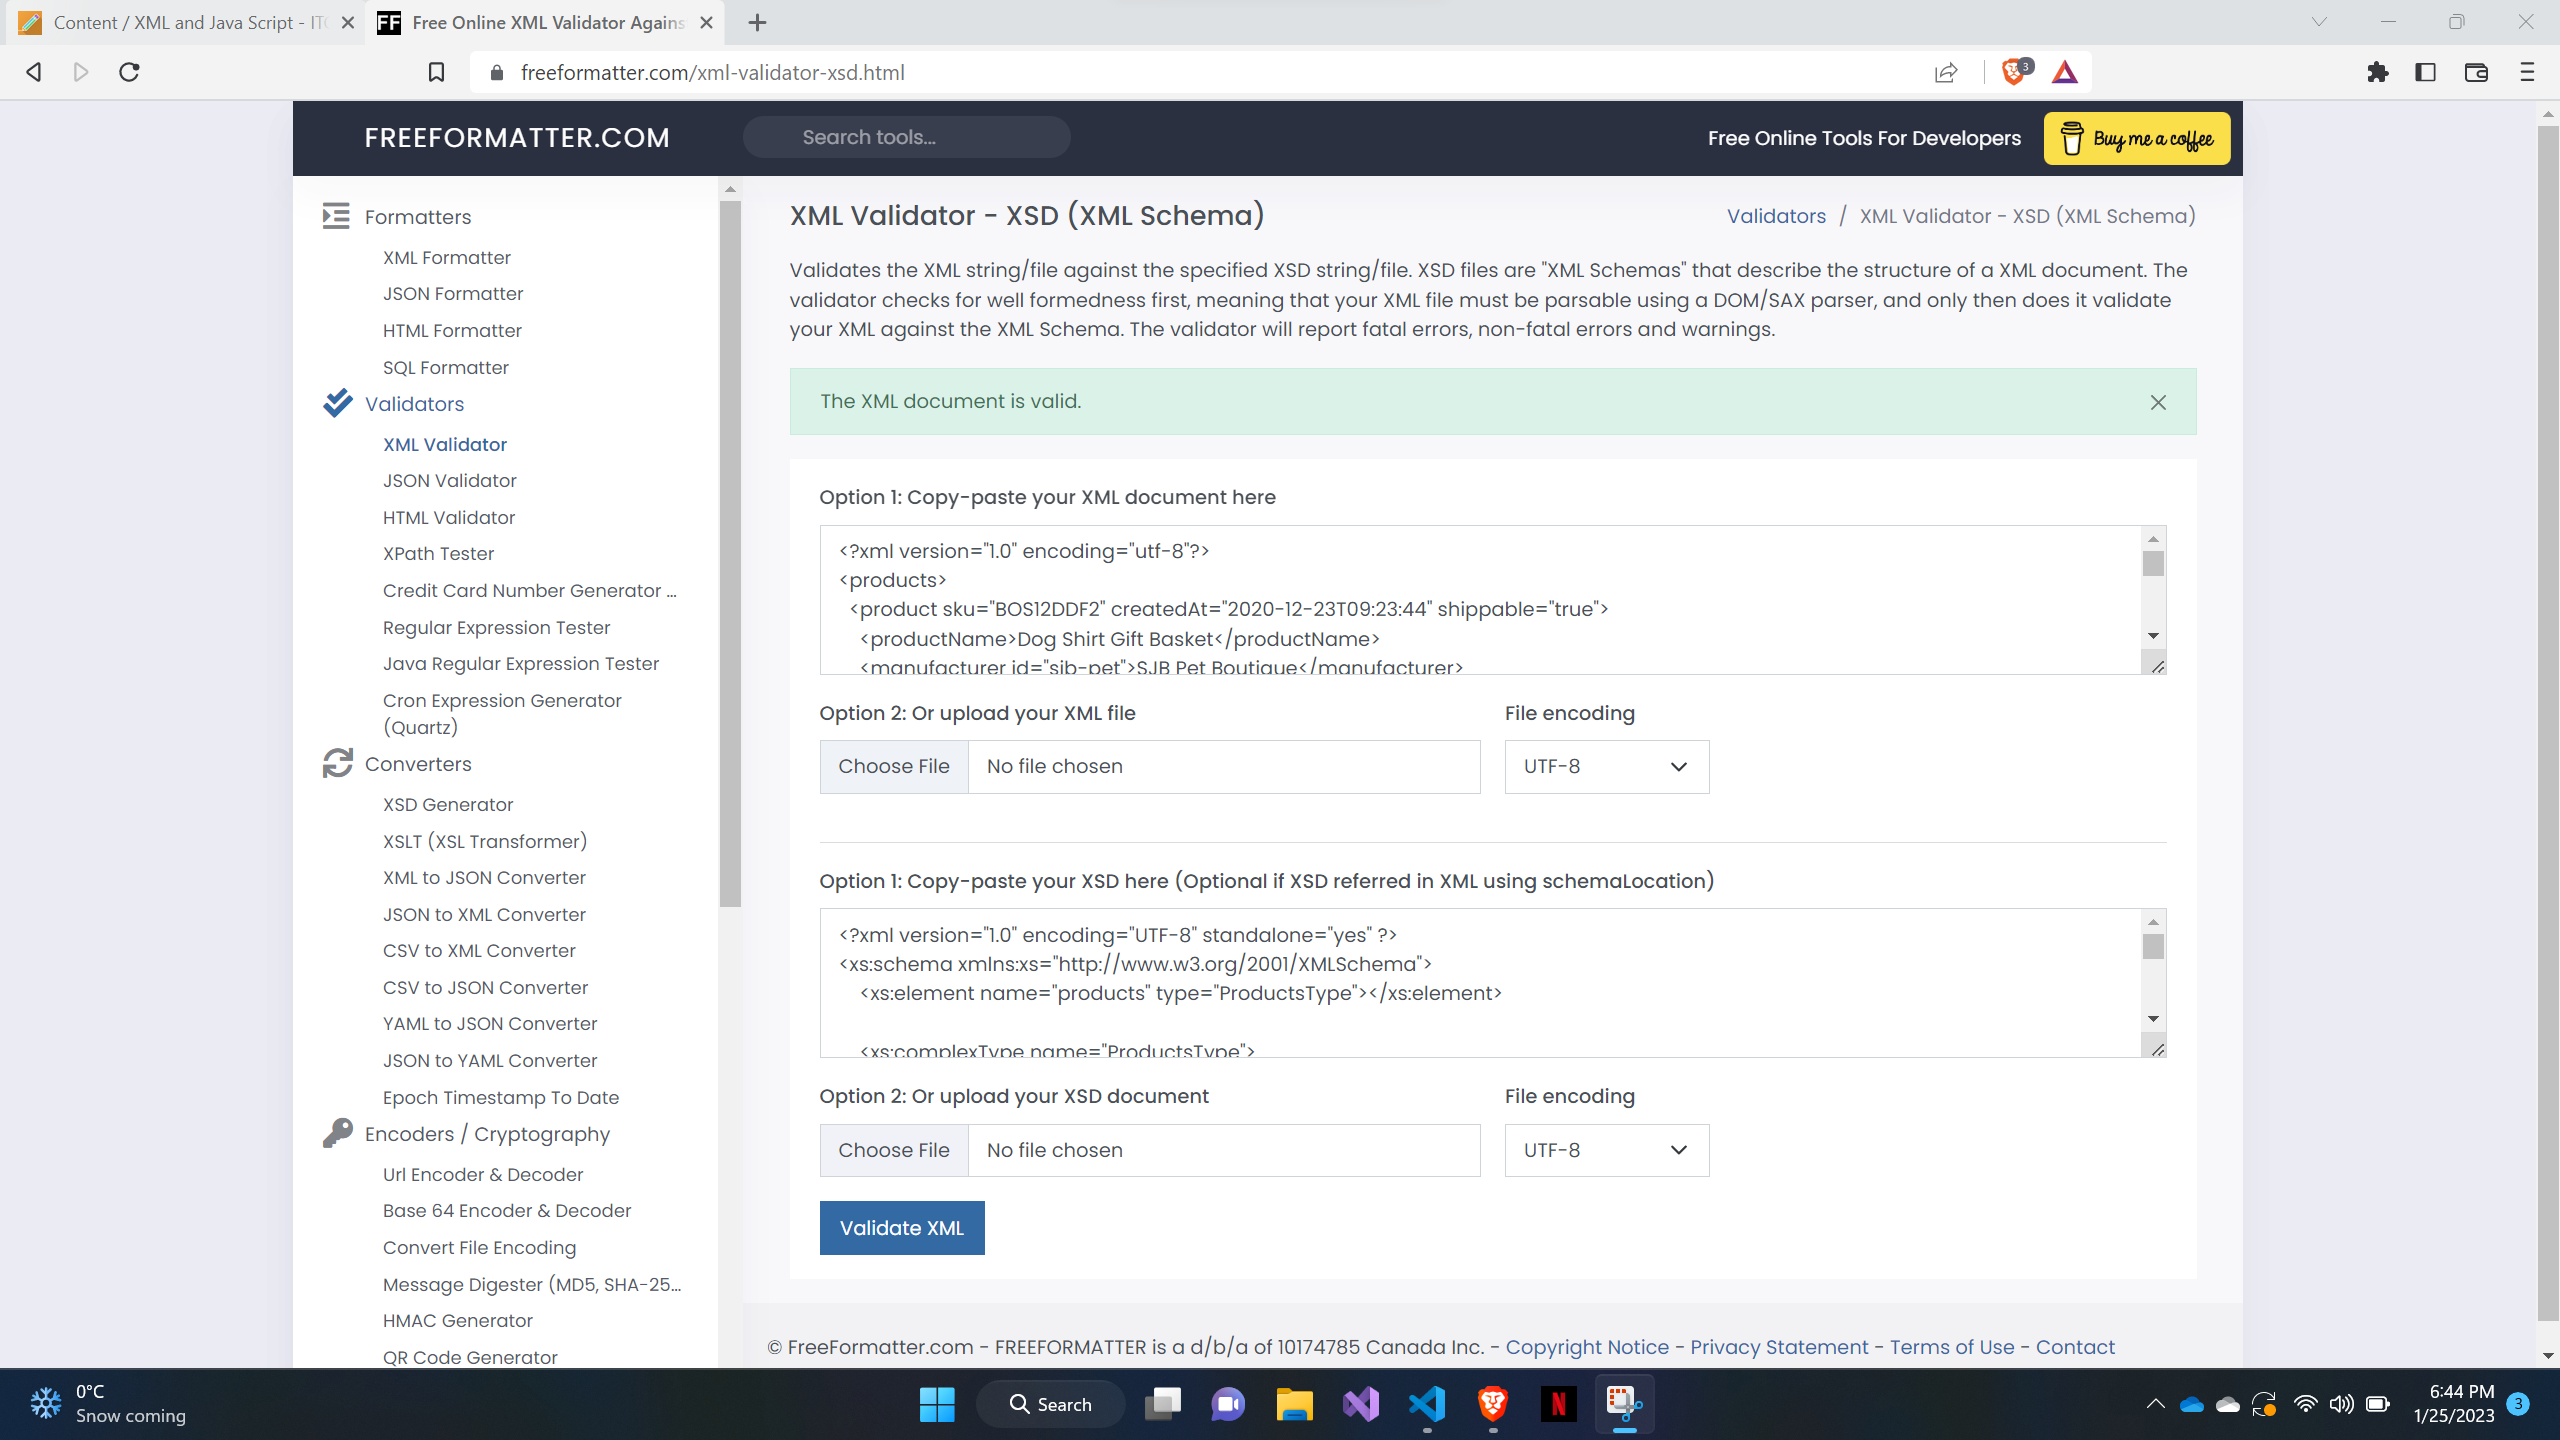 Content / XML and Java Script - ITC
Free Online XML Validator Agains
freeformatter.com/xml-validator-xsd.html
3
FREEFORMATTER.COM
Search tools...
Free Online Tools For Developers
Buy me a coffee
Formatters
XML Formatter
JSON Formatter
HTML Formatter
SQL Formatter
Validators
XML Validator
JSON Validator
HTML Validator
XPath Tester
Credit Card Number Generator ...
Regular Expression Tester
Java Regular Expression Tester
Cron Expression Generator
(Quartz)
Converters
XSD Generator
XSLT (XSL Transformer)
XML to JSON Converter
JSON to XML Converter
CSV to XML Converter
CSV to JSON Converter
YAML to JSON Converter
JSON to YAML Converter
Epoch Timestamp To Date
Encoders / Cryptography
Url Encoder & Decoder
Base 64 Encoder & Decoder
Convert File Encoding
Message Digester (MD5, SHA-25...
HMAC Generator
QR Code Generator
XML Validator - XSD (XML Schema)
Validators / XML Validator - XSD (XML Schema)
Validates the XML string/file against the specified XSD string/file. XSD files are "XML Schemas" that describe the structure of a XML document. The
validator checks for well formedness first, meaning that your XML file must be parsable using a DOM/SAX parser, and only then does it validate
your XML against the XML Schema. The validator will report fatal errors, non-fatal errors and warnings.
The XML document is valid.
Option 1: Copy-paste your XML document here
<?xml version="1.0" encoding="utf-8"?>
<products>
<product sku="BOS12DDF2" createdAt="2020-12-23T09:23:44" shippable="true">
<productName>Dog Shirt Gift Basket</productName>
<manufacturer id="sjb-pet">SJB Pet Boutique</manufacturer>
Option 2: Or upload your XML file
File encoding
Choose File
No file chosen
UTF-8
Option 1: Copy-paste your XSD here (Optional if XSD referred in XML using schemaLocation)
<?xml version="1.0" encoding="UTF-8" standalone="yes" ?>
<xs:schema xmlns:xs="http://www.w3.org/2001/XMLSchema">
<xs:element name="products" type="ProductsType"></xs:element>
<xs:complexType name="ProductsType">
Option 2: Or upload your XSD document
File encoding
Choose File
No file chosen
UTF-8
Validate XML
© FreeFormatter.com - FREEFORMATTER is a d/b/a of 10174785 Canada Inc. - Copyright Notice - Privacy Statement - Terms of Use - Contact
0°C
Snow coming
Search
N
6:44 PM
1/25/2023
3